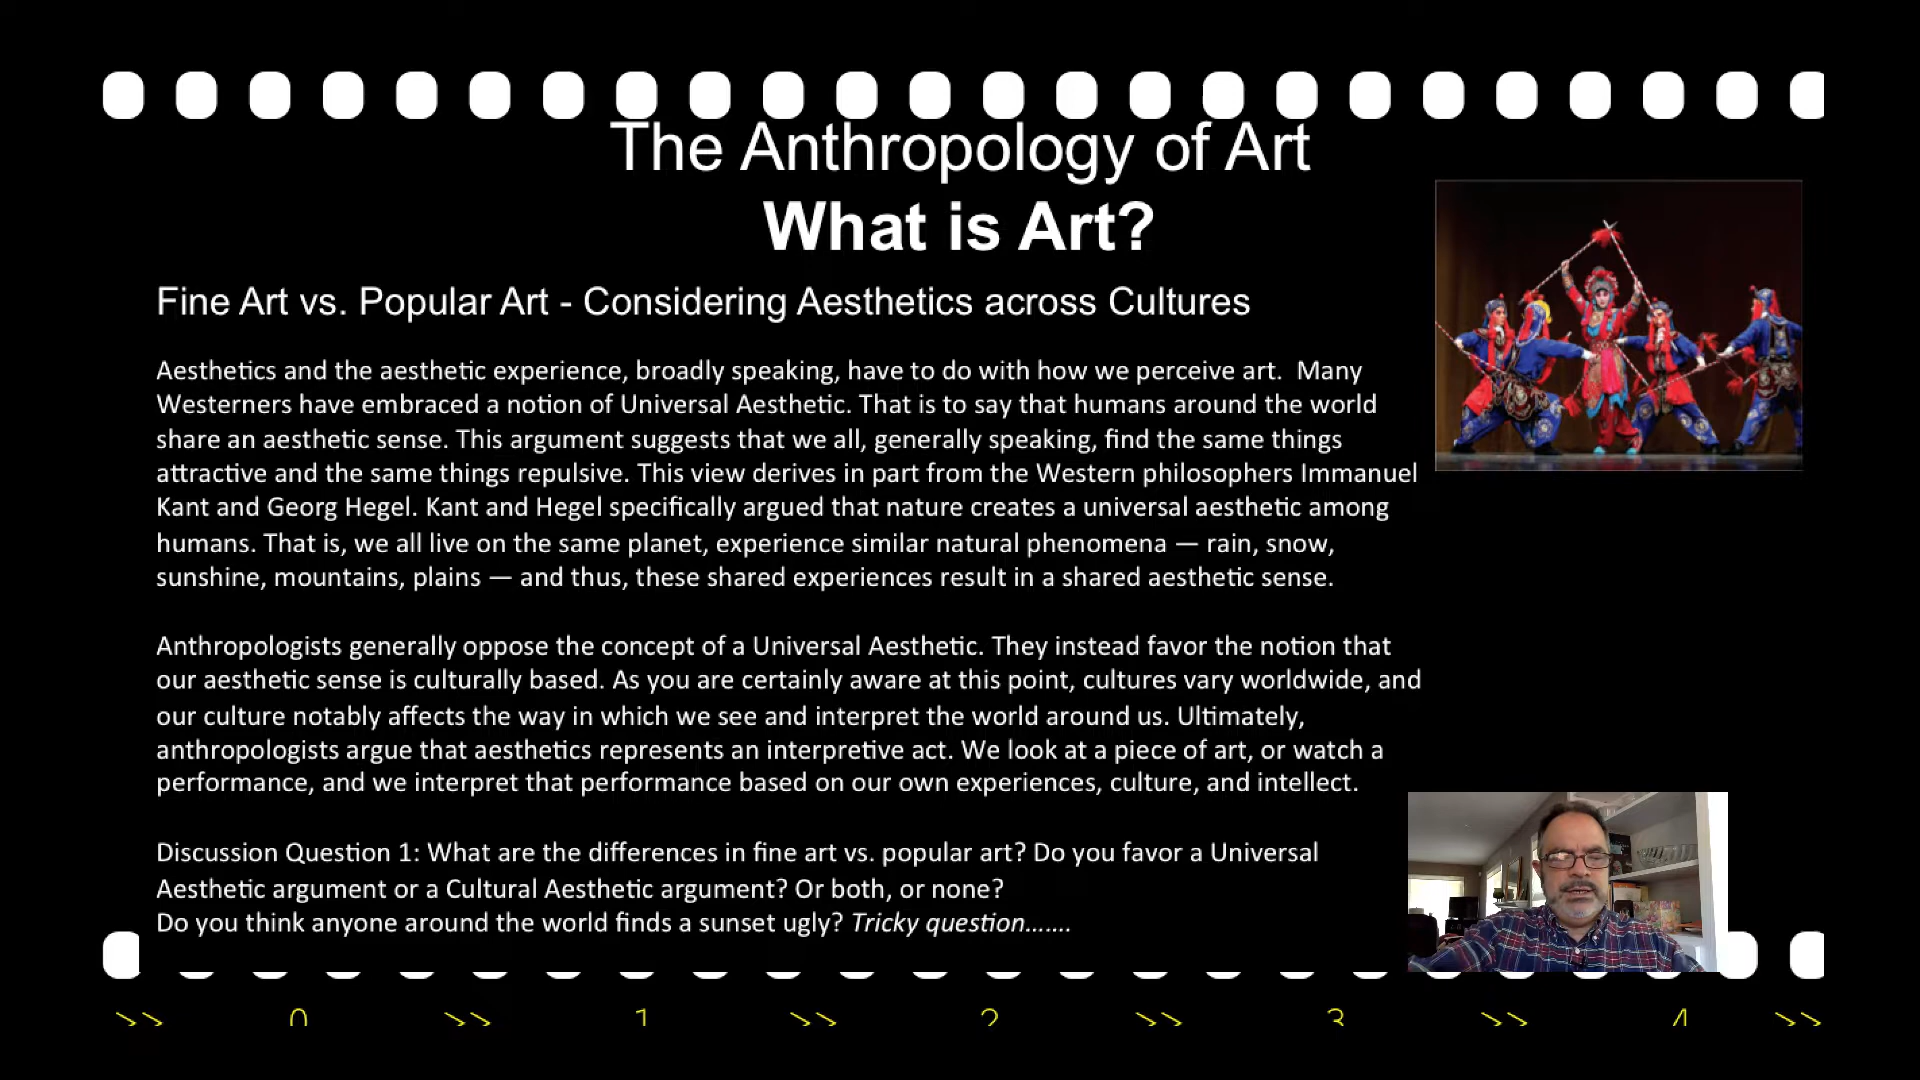 The Anthropology of Art
What is Art?
Fine Art vs. Popular Art - Considering Aesthetics across Cultures
Aesthetics and the aesthetic experience, broadly speaking, have to do with how we perceive art.  Many
Westerners have embraced a notion of Universal Aesthetic. That is to say that humans around the world
share an aesthetic sense. This argument suggests that we all, generally speaking, find the same things
attractive and the same things repulsive. This view derives in part from the Western philosophers Immanuel
Kant and Georg Hegel. Kant and Hegel specifically argued that nature creates a universal aesthetic among
humans. That is, we all live on the same planet, experience similar natural phenomena — rain, snow,
sunshine, mountains, plains — and thus, these shared experiences result in a shared aesthetic sense.
Anthropologists generally oppose the concept of a Universal Aesthetic. They instead favor the notion that
our aesthetic sense is culturally based. As you are certainly aware at this point, cultures vary worldwide, and
our culture notably affects the way in which we see and interpret the world around us. Ultimately,
anthropologists argue that aesthetics represents an interpretive act. We look at a piece of art, or watch a
performance, and we interpret that performance based on our own experiences, culture, and intellect.
Discussion Question 1: What are the differences in fine art vs. popular art? Do you favor a Universal
Aesthetic argument or a Cultural Aesthetic argument? Or both, or none?
Do you think anyone around the world finds a sunset ugly? Tricky question.......
>> 0 >> 1 >> 2 >> 3 >> 4 >>